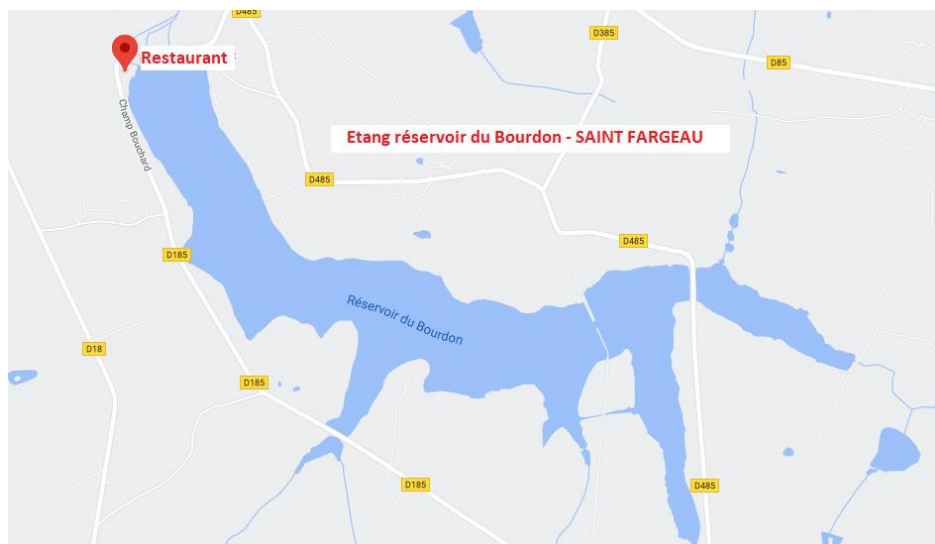 D485
D385
Restaurant
D85
Champ Bouchard
Etang réservoir du Bourdon - SAINT FARGEAU
D485
D485
D185
Réservoir du Bourdon
D18
D185
D185
D485